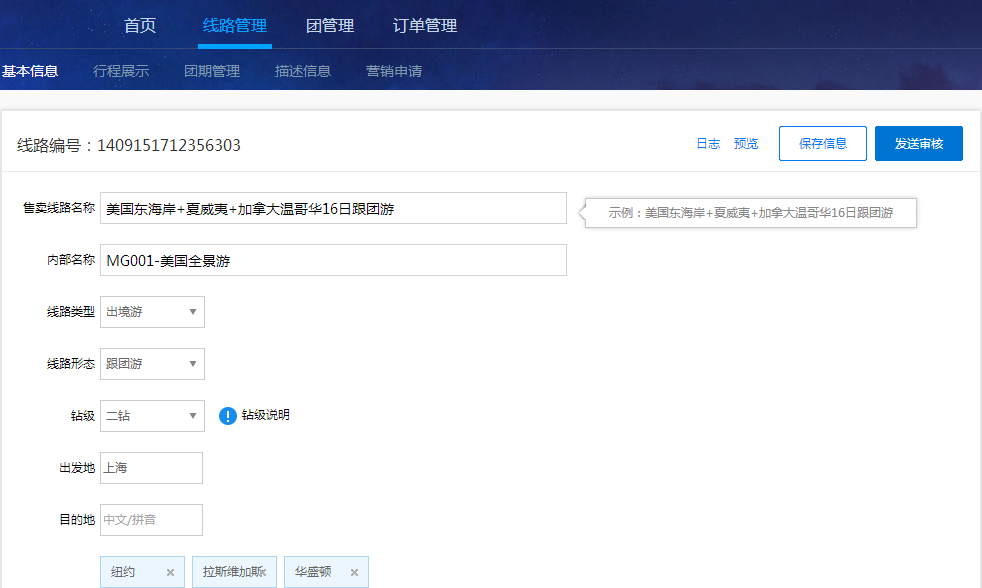 首页 线路管理 团管理 订单管理
基本信息 行程展示 团期管理 描述信息 营销申请
线路编号：1409151712356303 日志 预览 保存信息 发送审核
售卖线路名称 美国东海岸+夏威夷+加拿大温哥华16日跟团游 示例：美国东海岸+夏威夷+加拿大温哥华16日跟团游
内部名称 MG001-美国全景游
线路类型 出境游
线路形态 跟团游
钻级 二钻 钻级说明
出发地 上海
目的地 中文/拼音
纽约 拉斯维加斯 华盛顿